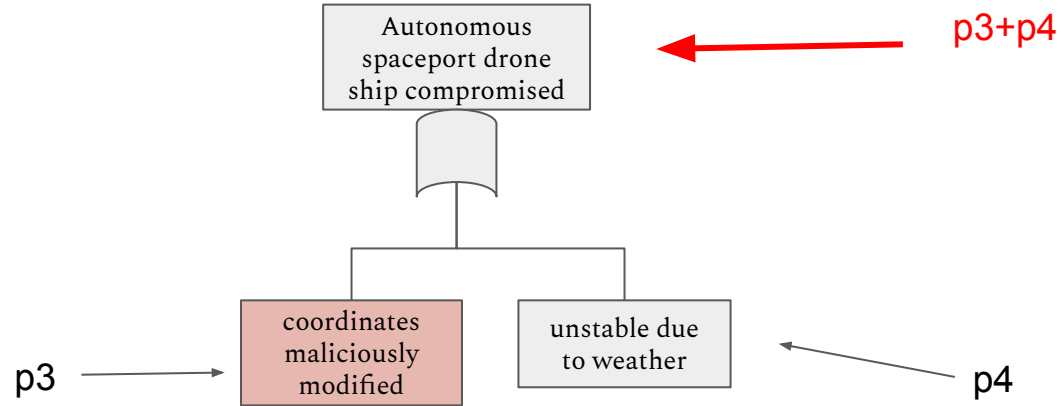 Autonomous
spaceport drone
ship compromised
p3+p4
coordinates
maliciously
modified
unstable due
to weather
p3
p4